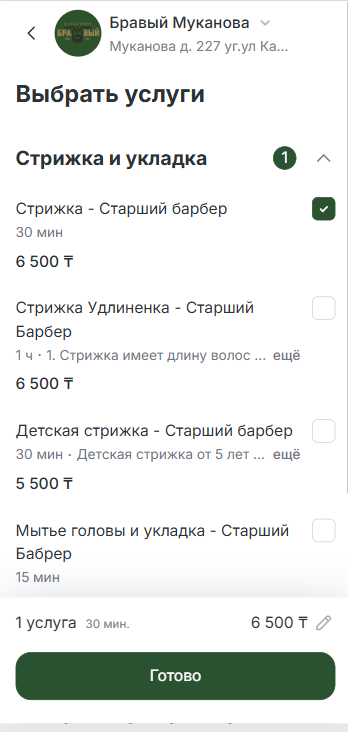 БРАВЫЙ
Бравый Муканова
Муканова д. 227 уг.ул Ка...
Выбрать услуги
Стрижка и укладка 1
Стрижка - Старший барбер
30 мин
6 500 ₸
Стрижка Удлиненка - Старший
Барбер
1 ч · 1. Стрижка имеет длину волос ... ещё
6 500 ₸
Детская стрижка - Старший барбер
30 мин · Детская стрижка от 5 лет ... ещё
5 500 ₸
Мытье головы и укладка - Старший
Бабрер
15 мин
1 услуга 30 мин. 6 500 ₸
Готово